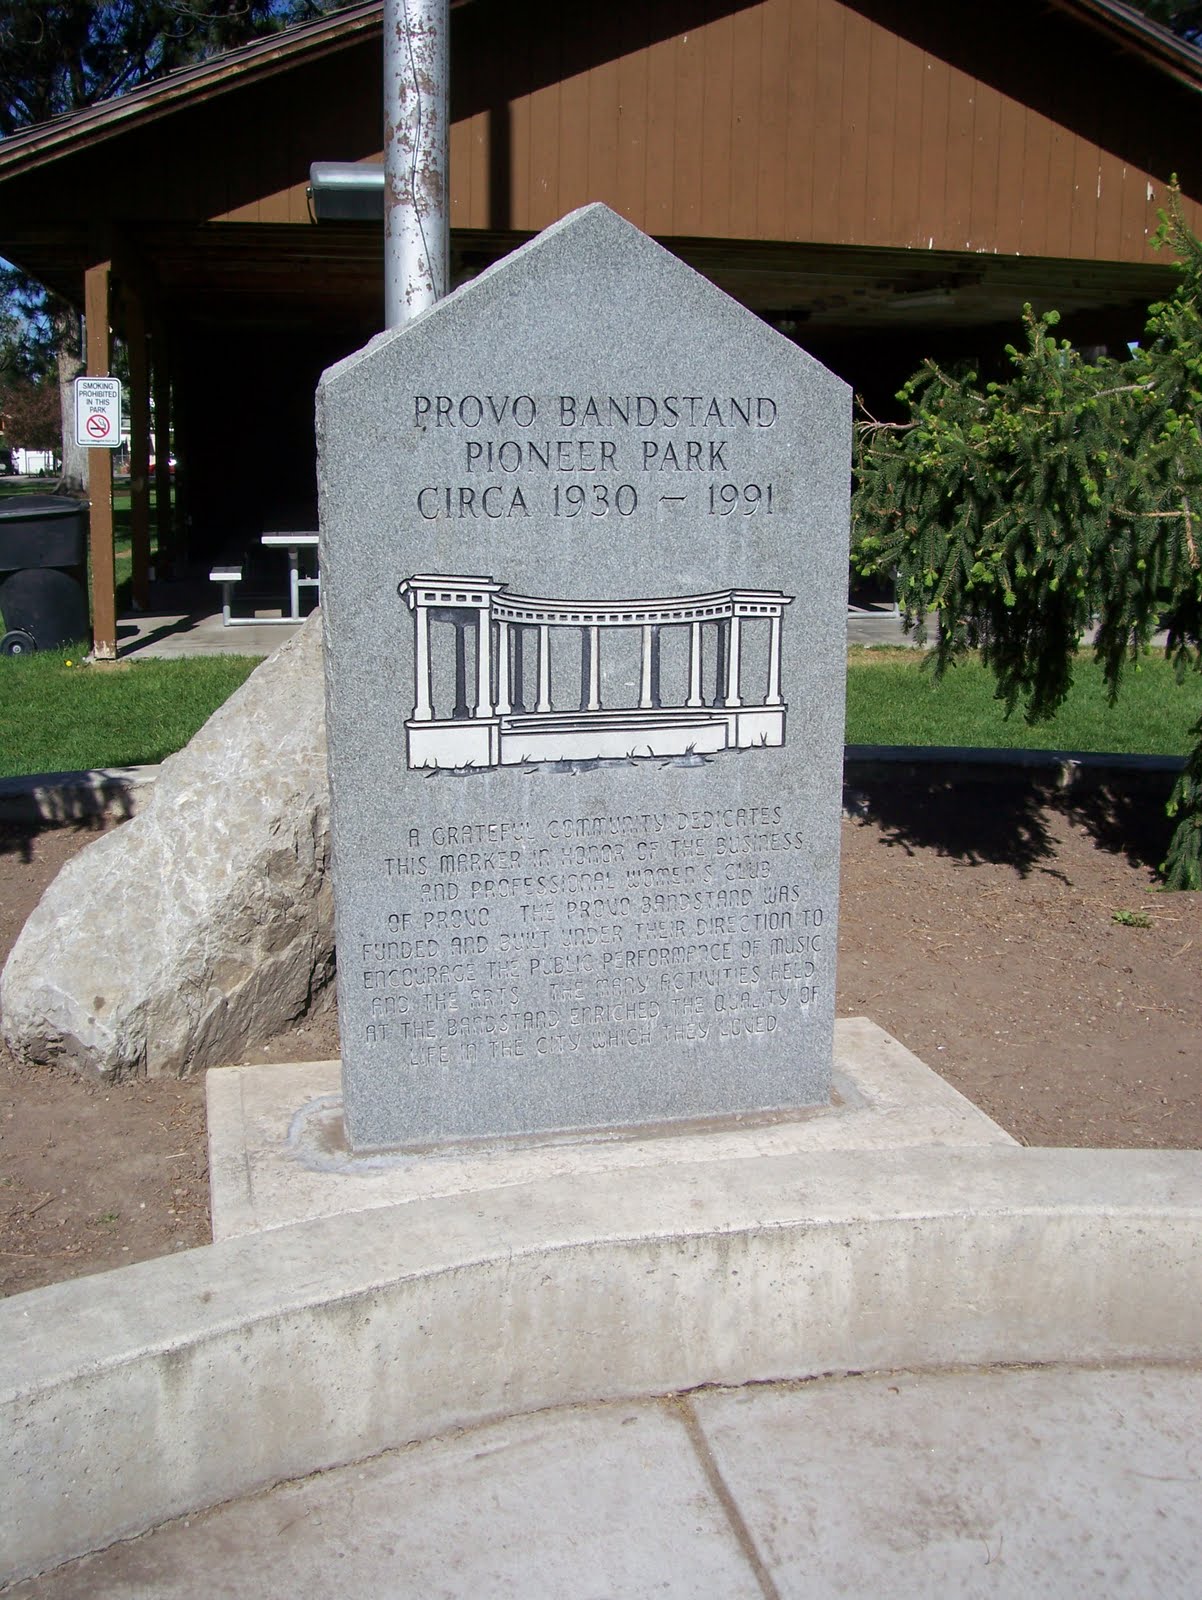 SMOKING
PROHIBITED
IN THIS
PARK
PROVO BANDSTAND
PIONEER PARK
CIRCA 1930 — 1991
A GRATEFUL COMMUNITY DEDICATES
THIS MARKER IN HONOR OF THE BUSINESS
AND PROFESSIONAL WOMEN'S CLUB
OF PROVO THE PROVO BANDSTAND WAS
FUNDED AND BUILT UNDER THEIR DIRECTION TO
ENCOURAGE THE PUBLIC PERFORMANCE OF MUSIC
AND THE ARTS THE MANY ACTIVITIES HELD
AT THE BANDSTAND ENRICHED THE QUALITY OF
LIFE IN THE CITY WHICH THEY LOVED